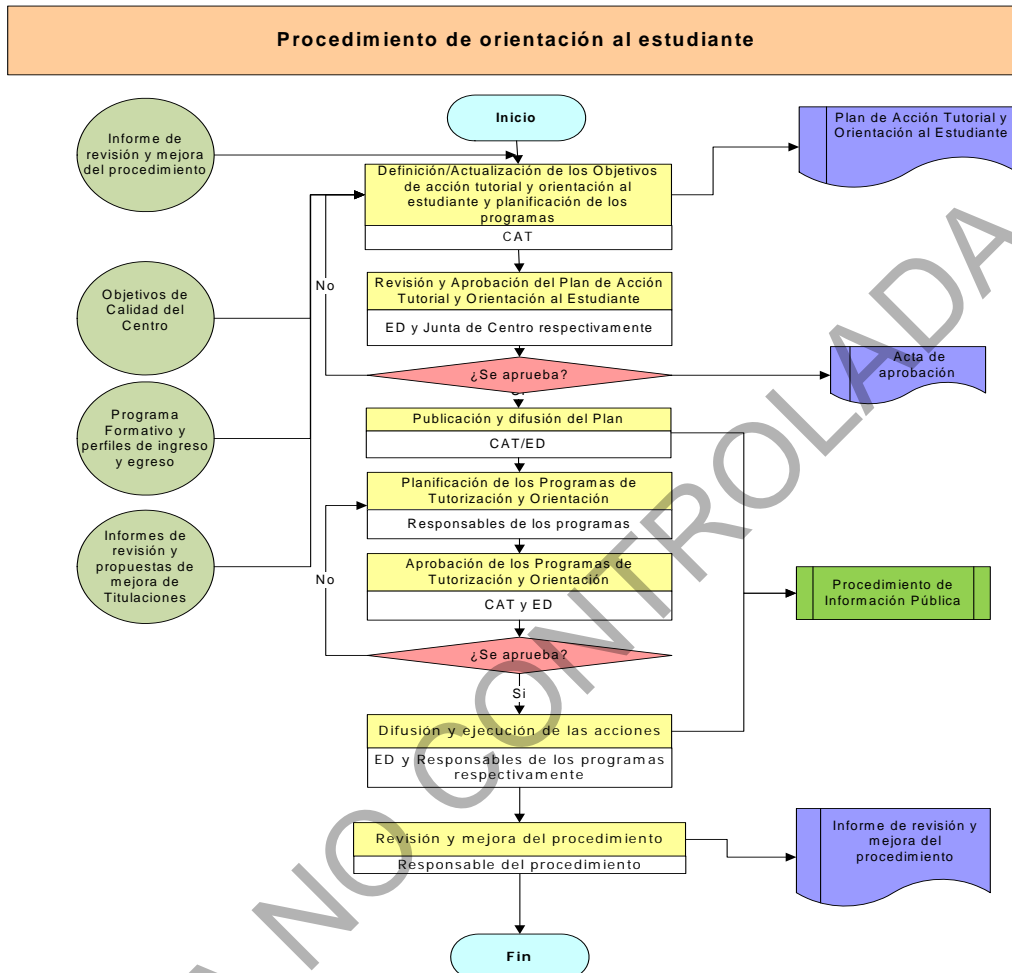 Procedimiento de orientación al estudiante
Inicio
Informe de
revisión y mejora
del procedimiento
Plan de Acción Tutorial y
Orientación al Estudiante
Definición/Actualización de los Objetivos
de acción tutorial y orientación al
estudiante y planificación de los
programas
CAT
No
Objetivos de
Calidad del
Centro
Revisión y Aprobación del Plan de Acción
Tutorial y Orientación al Estudiante
ED y Junta de Centro respectivamente
¿Se aprueba?
Acta de
aprobación
Programa
Formativo y
perfiles de ingreso
y egreso
Publicación y difusión del Plan
CAT/ED
Planificación de los Programas de
Tutorización y Orientación
Responsables de los programas
Informes de
revisión y
propuestas de
mejora de
Titulaciones
No
Aprobación de los Programas de
Tutorización y Orientación
CAT y ED
Procedimiento de
Información Pública
¿Se aprueba?
Si
Difusión y ejecución de las acciones
ED y Responsables de los programas
respectivamente
Revisión y mejora del procedimiento
Responsable del procedimiento
Informe de revisión y
mejora del
procedimiento
Fin
NO CONTROLADA